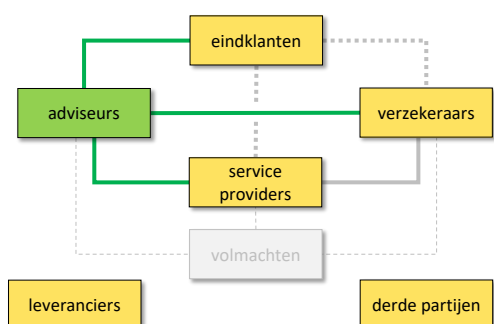 eindklanten
adviseurs
verzekeraars
service
providers
volmachten
leveranciers
derde partijen